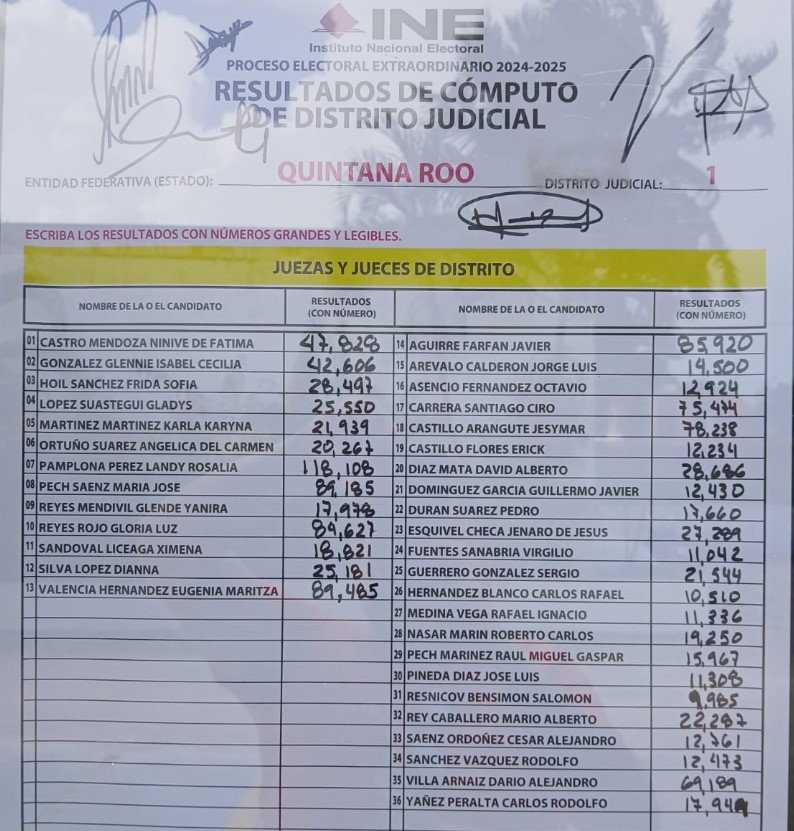 INE
Instituto Nacional Electoral
PROCESO ELECTORAL EXTRAORDINARIO 2024-2025
RESULTADOS DE CÓMPUTO
DE DISTRITO JUDICIAL
ENTIDAD FEDERATIVA (ESTADO): QUINTANA ROO DISTRITO JUDICIAL: 1
ESCRIBA LOS RESULTADOS CON NÚMEROS GRANDES Y LEGIBLES.
JUEZAS Y JUECES DE DISTRITO
NOMBRE DE LA O EL CANDIDATO RESULTADOS (CON NÚMERO)
01 CASTRO MENDOZA NINIVE DE FATIMA 47,828
02 GONZALEZ GLENNIE ISABEL CECILIA 42,606
03 HOIL SANCHEZ FRIDA SOFIA 28,497
04 LOPEZ SUASTEGUI GLADYS 25,550
05 MARTINEZ MARTINEZ KARLA KARYNA 21,939
06 ORTUÑO SUAREZ ANGELICA DEL CARMEN 20,267
07 PAMPLONA PEREZ LANDY ROSALIA 118,108
08 PECH SAENZ MARIA JOSE 89,185
09 REYES MENDIVIL GLENDE YANIRA 17,978
10 REYES ROJO GLORIA LUZ 84,627
11 SANDOVAL LICEAGA XIMENA 18,821
12 SILVA LOPEZ DIANNA 25,181
13 VALENCIA HERNANDEZ EUGENIA MARITZA 89,485
NOMBRE DE LA O EL CANDIDATO RESULTADOS (CON NÚMERO)
14 AGUIRRE FARFAN JAVIER 85,920
15 AREVALO CALDERON JORGE LUIS 14,500
16 ASENCIO FERNANDEZ OCTAVIO 12,924
17 CARRERA SANTIAGO CIRO 75,474
18 CASTILLO ARANGUTE JESYMAR 78,238
19 CASTILLO FLORES ERICK 12,234
20 DIAZ MATA DAVID ALBERTO 28,686
21 DOMINGUEZ GARCIA GUILLERMO JAVIER 12,430
22 DURAN SUAREZ PEDRO 17,660
23 ESQUIVEL CHECA JENARO DE JESUS 27,289
24 FUENTES SANABRIA VIRGILIO 11,042
25 GUERRERO GONZALEZ SERGIO 21,544
26 HERNANDEZ BLANCO CARLOS RAFAEL 10,510
27 MEDINA VEGA RAFAEL IGNACIO 11,336
28 NASAR MARIN ROBERTO CARLOS 19,250
29 PECH MARINEZ RAUL MIGUEL GASPAR 15,967
30 PINEDA DIAZ JOSE LUIS 11,308
31 RESNICOV BENSIMON SALOMON 9,985
32 REY CABALLERO MARIO ALBERTO 22,287
33 SAENZ ORDOÑEZ CESAR ALEJANDRO 12,761
34 SANCHEZ VAZQUEZ RODOLFO 12,473
35 VILLA ARNAIZ DARIO ALEJANDRO 69,189
36 YAÑEZ PERALTA CARLOS RODOLFO